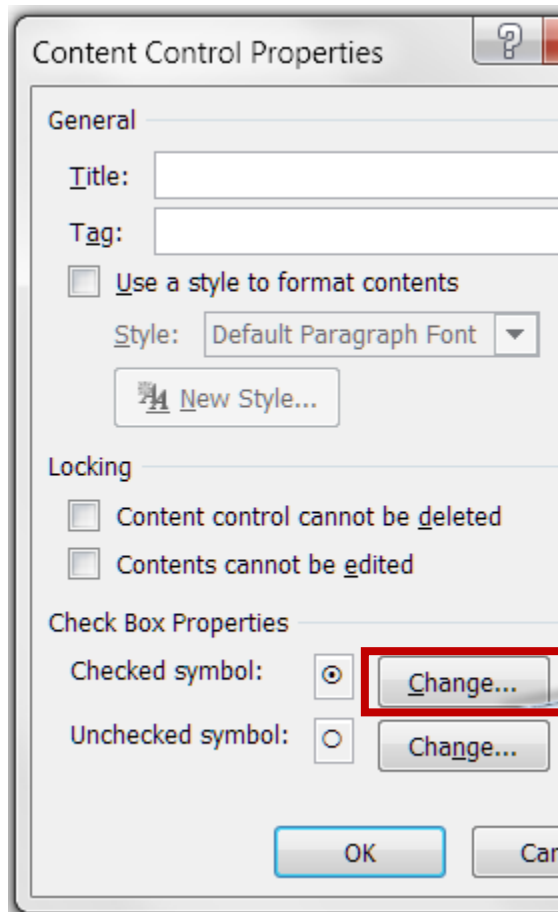 Content Control Properties
General
Title:
Tag:
Use a style to format contents
Style: Default Paragraph Font
New Style...
Locking
Content control cannot be deleted
Contents cannot be edited
Check Box Properties
Checked symbol: Change...
Unchecked symbol: Change...
OK